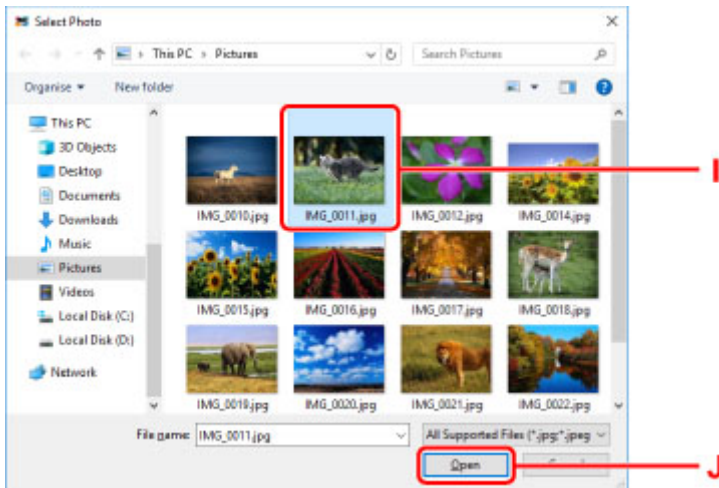 Select Photo
This PC > Pictures
Search Pictures
Organise
New folder
This PC
3D Objects
Desktop
Documents
Downloads
Music
Pictures
Videos
Local Disk (C:)
Local Disk (D:)
Network
IMG_0010.jpg IMG_0011.jpg IMG_0012.jpg IMG_0014.jpg
I
IMG_0015.jpg IMG_0016.jpg IMG_0017.jpg IMG_0018.jpg
IMG_0019.jpg IMG_0020.jpg IMG_0021.jpg IMG_0022.jpg
File name: IMG_0011.jpg
All Supported Files (*.jpg;*.jpeg
Open
J